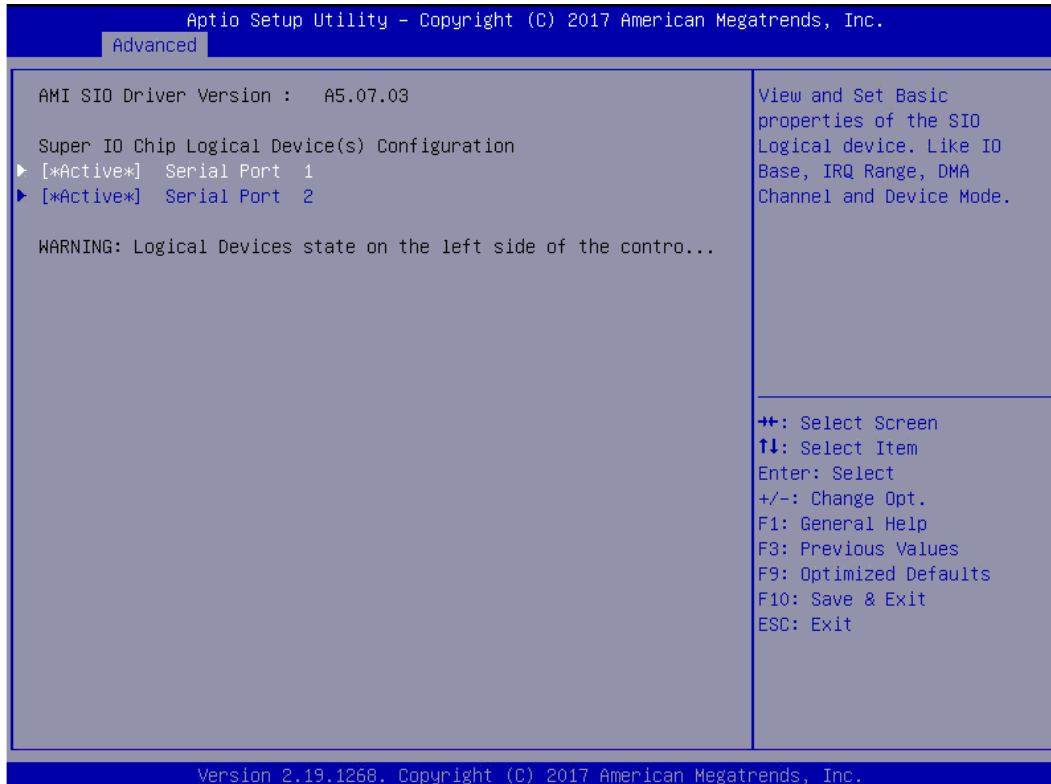 Aptio Setup Utility – Copyright (C) 2017 American Megatrends, Inc.
Advanced
AMI SIO Driver Version :   A5.07.03
Super IO Chip Logical Device(s) Configuration
[*Active*]  Serial Port  1
[*Active*]  Serial Port  2
WARNING: Logical Devices state on the left side of the contro...
View and Set Basic
properties of the SIO
Logical device. Like IO
Base, IRQ Range, DMA
Channel and Device Mode.
→←: Select Screen
↑↓: Select Item
Enter: Select
+/-: Change Opt.
F1: General Help
F3: Previous Values
F9: Optimized Defaults
F10: Save & Exit
ESC: Exit
Version 2.19.1268. Copyright (C) 2017 American Megatrends, Inc.